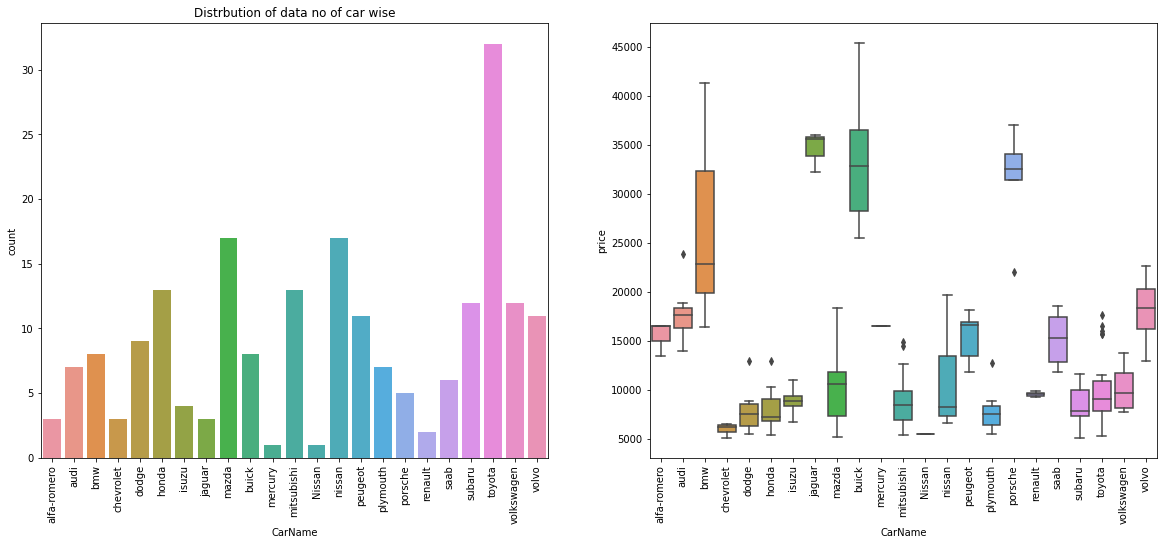 Distrbution of data no of car wise
count
30
25
20
15
10
5
0
alfa-romero
audi
bmw
chevrolet
dodge
honda
isuzu
jaguar
mazda
buick
mercury
mitsubishi
Nissan
nissan
peugeot
plymouth
porsche
renault
saab
subaru
toyota
volkswagen
volvo
CarName
price
45000
40000
35000
30000
25000
20000
15000
10000
5000
alfa-romero
audi
bmw
chevrolet
dodge
honda
isuzu
jaguar
mazda
buick
mercury
mitsubishi
Nissan
nissan
peugeot
plymouth
porsche
renault
saab
subaru
toyota
volkswagen
volvo
CarName